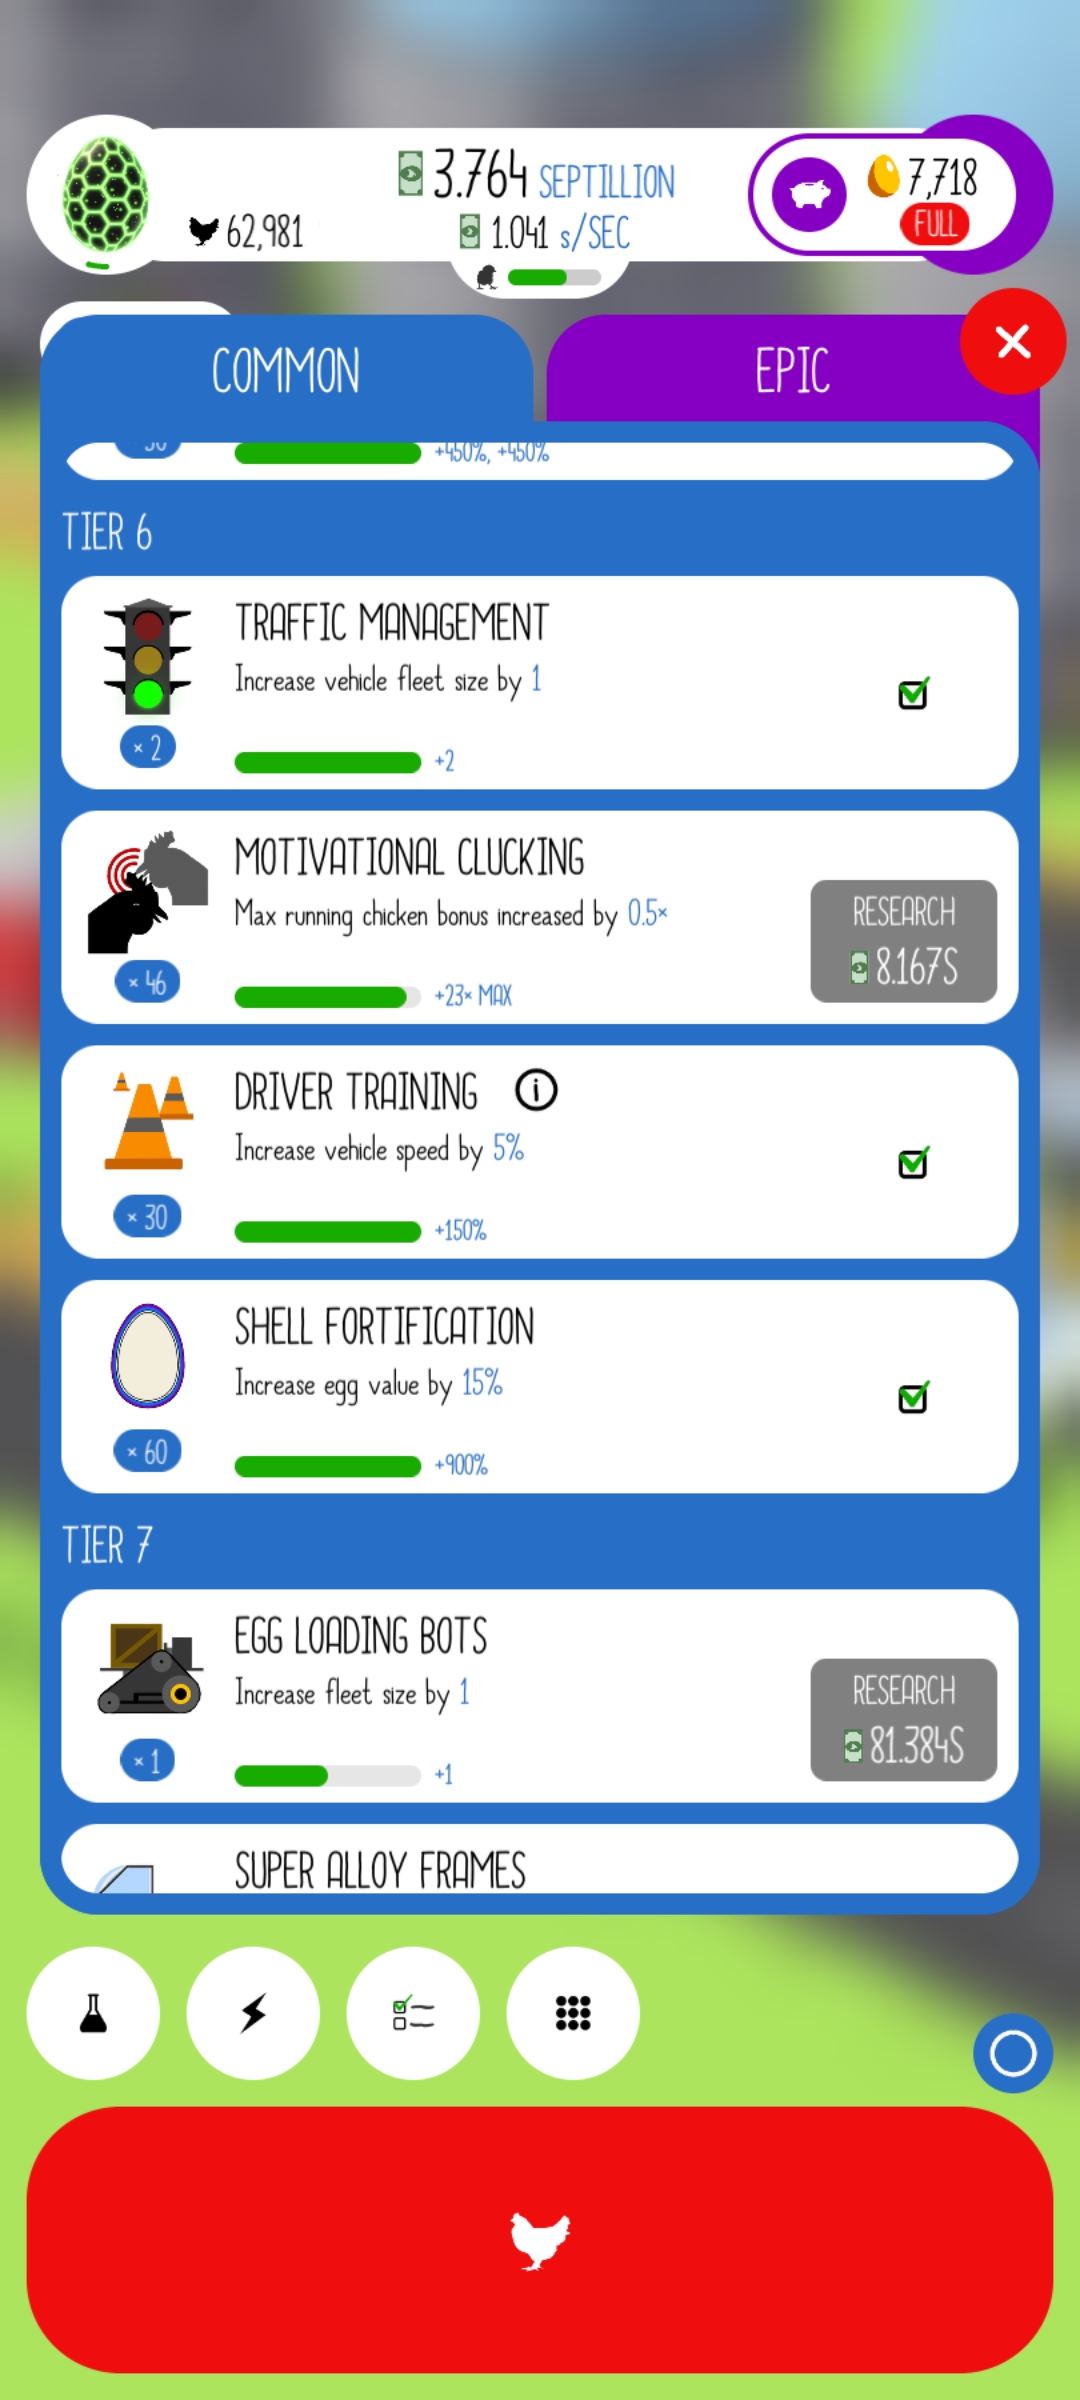 3.764 SEPTILLION
7,718
62,981
1.041 s/SEC
FULL
COMMON
EPIC
+450%, +450%
TIER 6
TRAFFIC MANAGEMENT
Increase vehicle fleet size by 1
× 2
+2
MOTIVATIONAL CLUCKING
Max running chicken bonus increased by 0.5×
RESEARCH
8.167S
× 46
+23× MAX
DRIVER TRAINING
Increase vehicle speed by 5%
× 30
+150%
SHELL FORTIFICATION
Increase egg value by 15%
× 60
+900%
TIER 7
EGG LOADING BOTS
Increase fleet size by 1
RESEARCH
81.384S
× 1
+1
SUPER ALLOY FRAMES